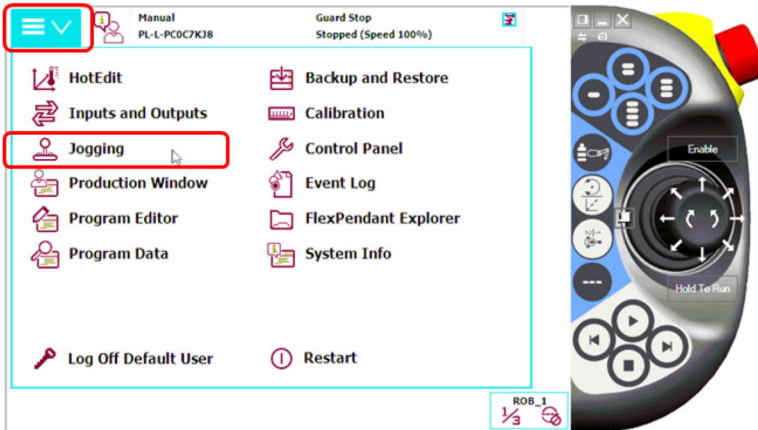 Manual
PL-L-PC0C7KJ8
Guard Stop
Stopped (Speed 100%)
HotEdit
Backup and Restore
Inputs and Outputs
Calibration
Jogging
Control Panel
Production Window
Event Log
Program Editor
FlexPendant Explorer
Program Data
System Info
Log Off Default User
Restart
ROB_1
1/3
Enable
Hold To Run